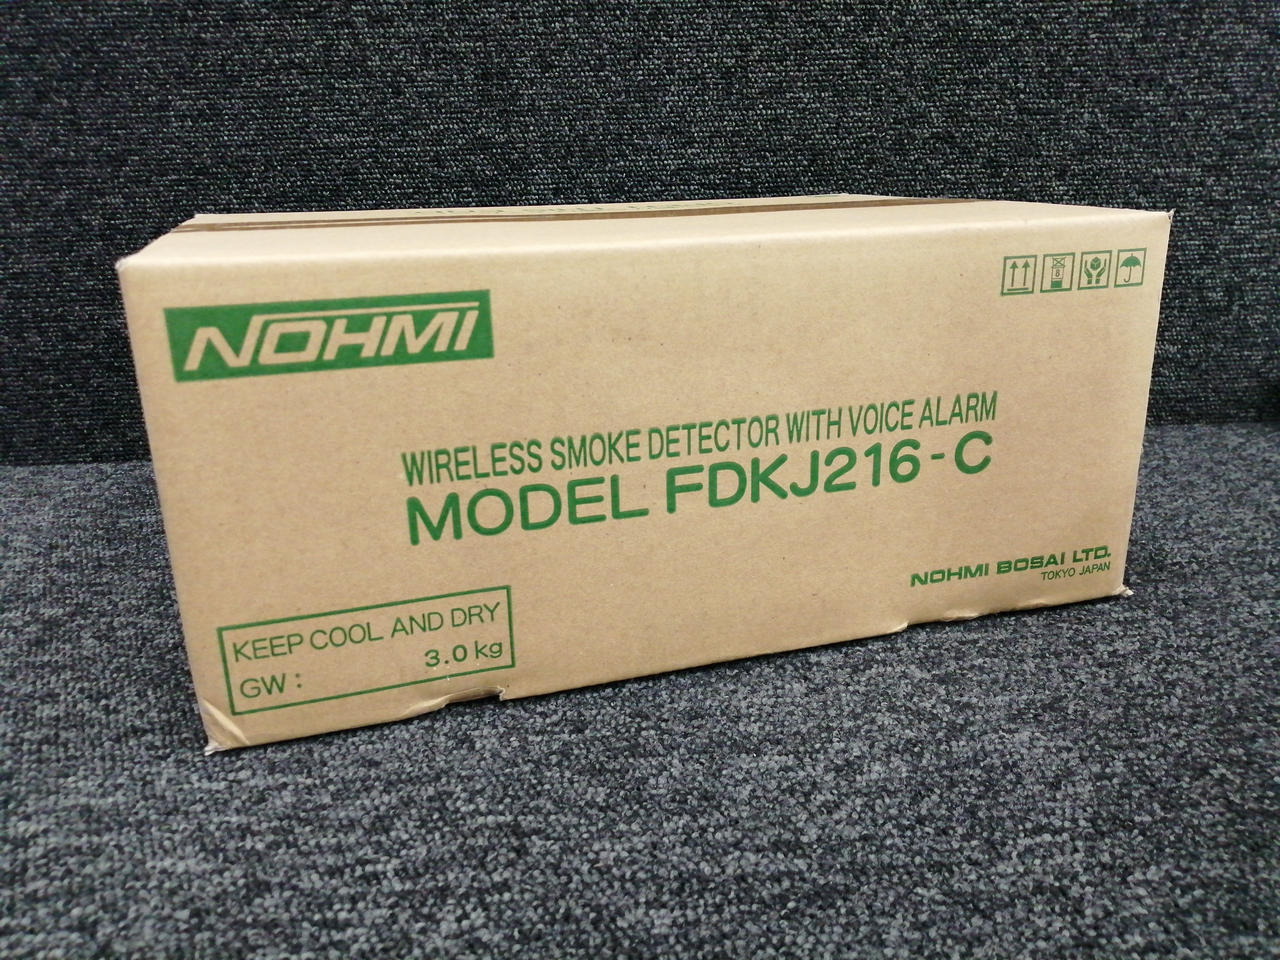 NOHMI
8
WIRELESS SMOKE DETECTOR WITH VOICE ALARM
MODEL FDKJ216-C
NOHMI BOSAI LTD.
TOKYO JAPAN
KEEP COOL AND DRY
GW : 3.0 kg